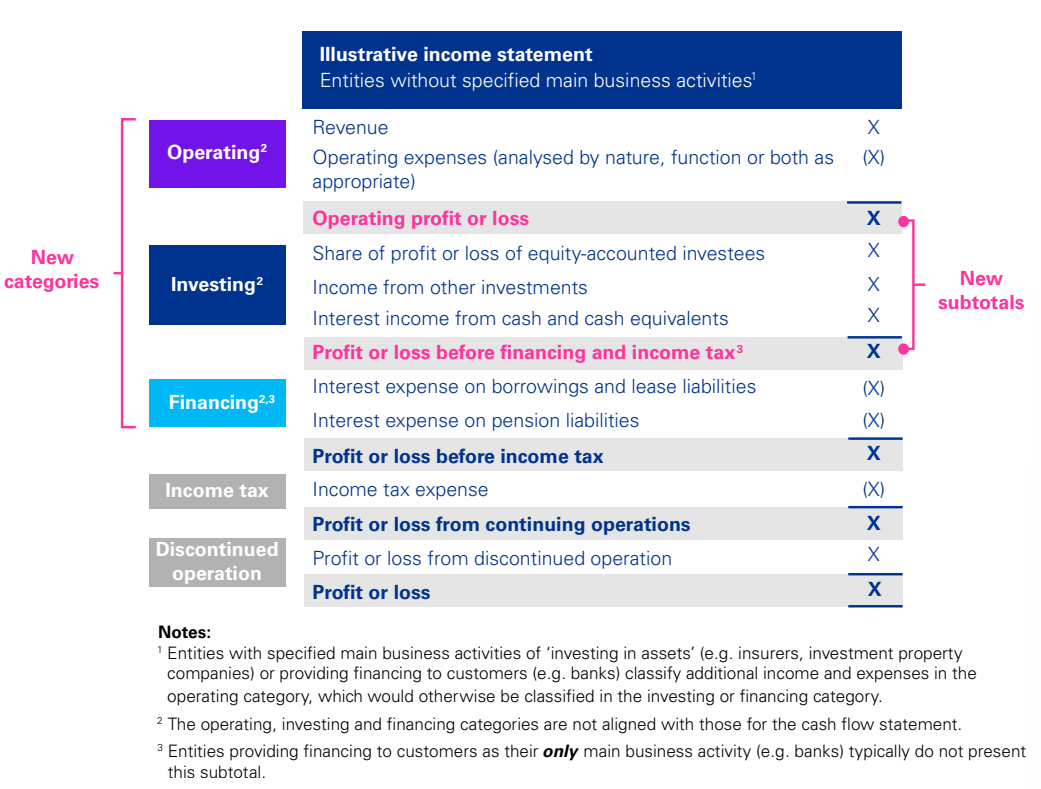 Illustrative income statement
Entities without specified main business activities¹
New
categories
Operating²
Revenue X
Operating expenses (analysed by nature, function or both as (X)
appropriate)
Operating profit or loss X
New
subtotals
Investing²
Share of profit or loss of equity-accounted investees X
Income from other investments X
Interest income from cash and cash equivalents X
Profit or loss before financing and income tax³ X
Financing²,³
Interest expense on borrowings and lease liabilities (X)
Interest expense on pension liabilities (X)
Profit or loss before income tax X
Income tax
Income tax expense (X)
Profit or loss from continuing operations X
Discontinued
operation
Profit or loss from discontinued operation X
Profit or loss X
Notes:
¹ Entities with specified main business activities of ‘investing in assets’ (e.g. insurers, investment property
companies) or providing financing to customers (e.g. banks) classify additional income and expenses in the
operating category, which would otherwise be classified in the investing or financing category.
² The operating, investing and financing categories are not aligned with those for the cash flow statement.
³ Entities providing financing to customers as their only main business activity (e.g. banks) typically do not present
this subtotal.